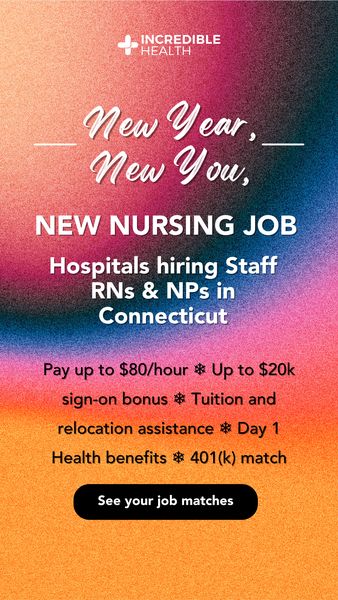 INCREDIBLE
HEALTH
New Year,
New You,
NEW NURSING JOB
Hospitals hiring Staff
RNs & NPs in
Connecticut
Pay up to $80/hour ❄ Up to $20k
sign-on bonus ❄ Tuition and
relocation assistance ❄ Day 1
Health benefits ❄ 401(k) match
See your job matches